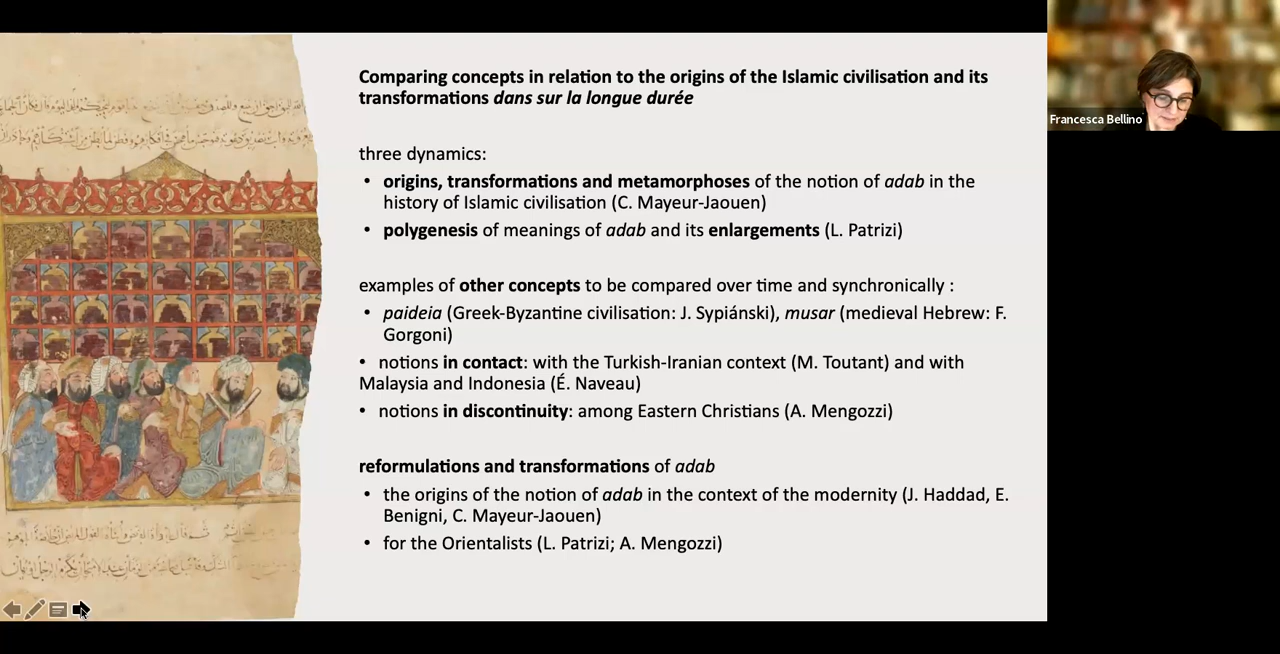 Comparing concepts in relation to the origins of the Islamic civilisation and its
transformations dans sur la longue durée
Francesca Bellino
three dynamics:
• origins, transformations and metamorphoses of the notion of adab in the
history of Islamic civilisation (C. Mayeur-Jaouen)
• polygenesis of meanings of adab and its enlargements (L. Patrizi)
examples of other concepts to be compared over time and synchronically :
• paideia (Greek-Byzantine civilisation: J. Sypiánski), musar (medieval Hebrew: F.
Gorgoni)
• notions in contact: with the Turkish-Iranian context (M. Toutant) and with
Malaysia and Indonesia (É. Naveau)
• notions in discontinuity: among Eastern Christians (A. Mengozzi)
reformulations and transformations of adab
• the origins of the notion of adab in the context of the modernity (J. Haddad, E.
Benigni, C. Mayeur-Jaouen)
• for the Orientalists (L. Patrizi; A. Mengozzi)